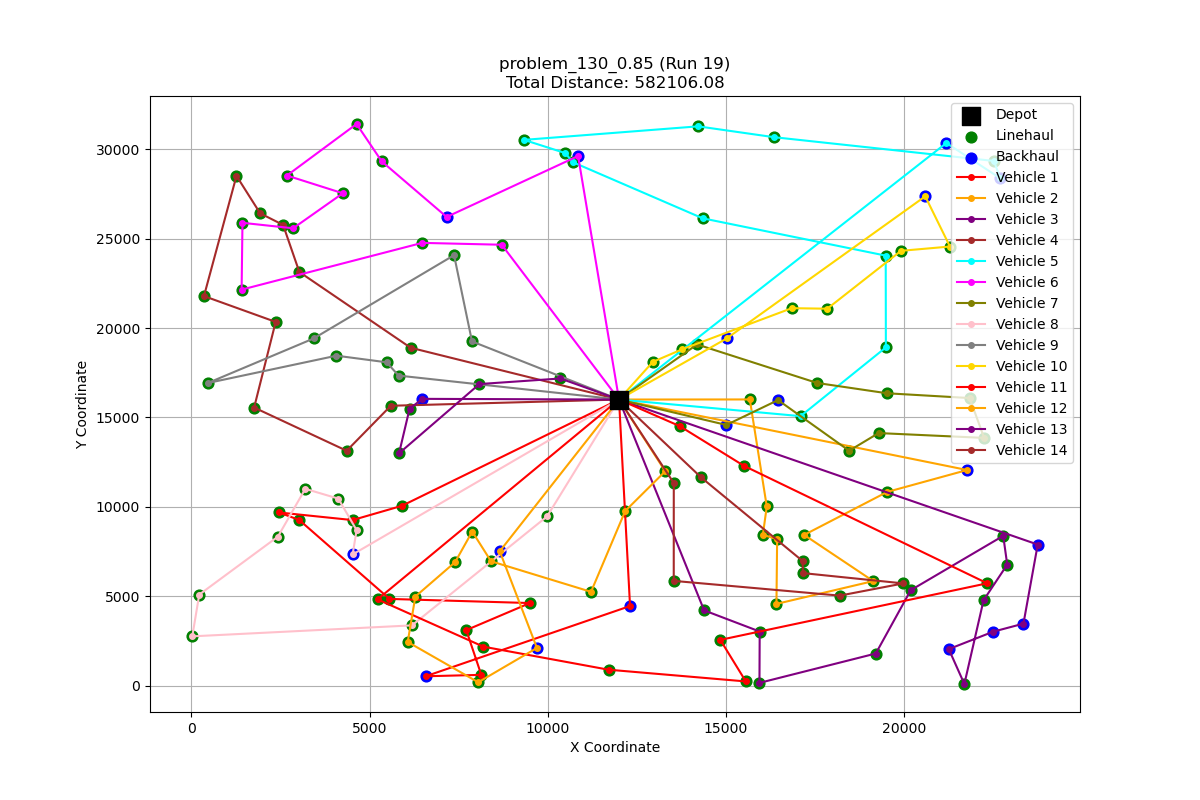 problem_130_0.85 (Run 19)
Total Distance: 582106.08
Y Coordinate
30000
25000
20000
15000
10000
5000
0
0
5000
10000
15000
20000
X Coordinate
Depot
Linehaul
Backhaul
Vehicle 1
Vehicle 2
Vehicle 3
Vehicle 4
Vehicle 5
Vehicle 6
Vehicle 7
Vehicle 8
Vehicle 9
Vehicle 10
Vehicle 11
Vehicle 12
Vehicle 13
Vehicle 14